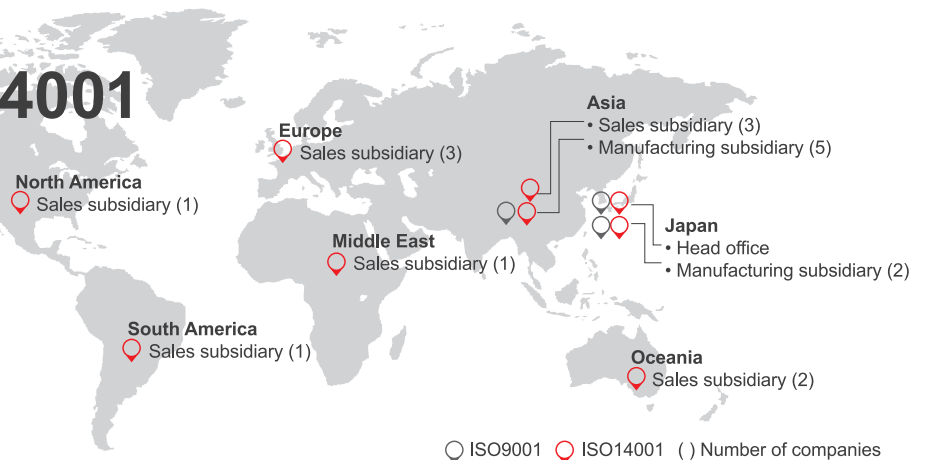 4001
Asia
• Sales subsidiary (3)
• Manufacturing subsidiary (5)
Europe
Sales subsidiary (3)
North America
Sales subsidiary (1)
Japan
• Head office
• Manufacturing subsidiary (2)
Middle East
Sales subsidiary (1)
South America
Sales subsidiary (1)
Oceania
Sales subsidiary (2)
ISO9001 ISO14001 ( ) Number of companies